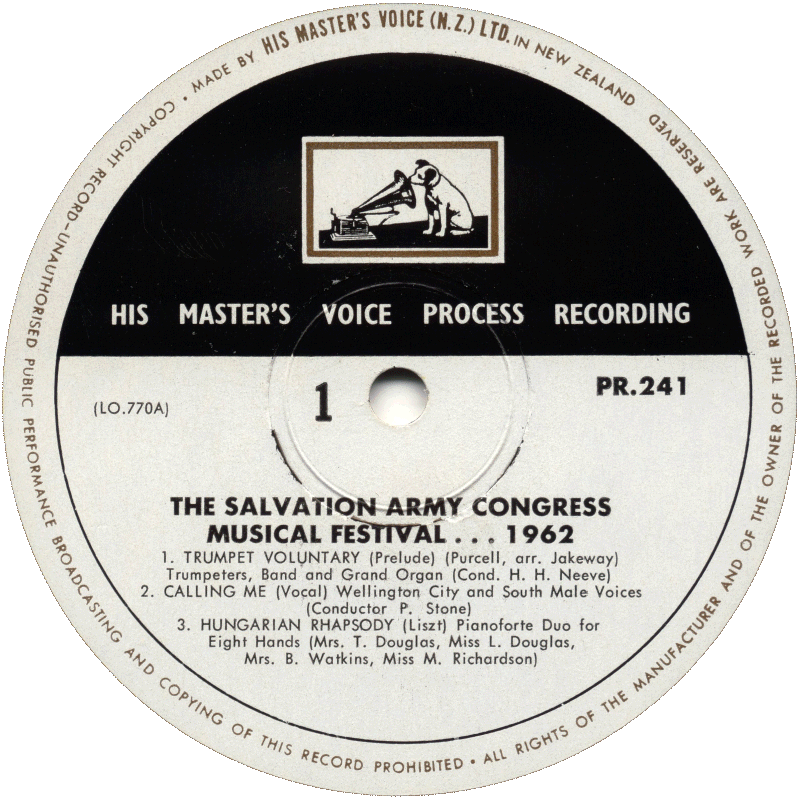 MADE BY HIS MASTER'S VOICE (N.Z.) LTD. IN NEW ZEALAND
ALL RIGHTS OF THE MANUFACTURER AND OF THE OWNER OF THE RECORDED WORK ARE RESERVED
COPYRIGHT RECORD-UNAUTHORISED PUBLIC PERFORMANCE BROADCASTING AND COPYING OF THIS RECORD PROHIBITED
HIS MASTER'S VOICE PROCESS RECORDING
(LO.770A)
1
PR.241
THE SALVATION ARMY CONGRESS
MUSICAL FESTIVAL . . . 1962
1. TRUMPET VOLUNTARY (Prelude) (Purcell, arr. Jakeway)
Trumpeters, Band and Grand Organ (Cond. H. H. Neeve)
2. CALLING ME (Vocal) Wellington City and South Male Voices
(Conductor P. Stone)
3. HUNGARIAN RHAPSODY (Liszt) Pianoforte Duo for
Eight Hands (Mrs. T. Douglas, Miss L. Douglas,
Mrs. B. Watkins, Miss M. Richardson)